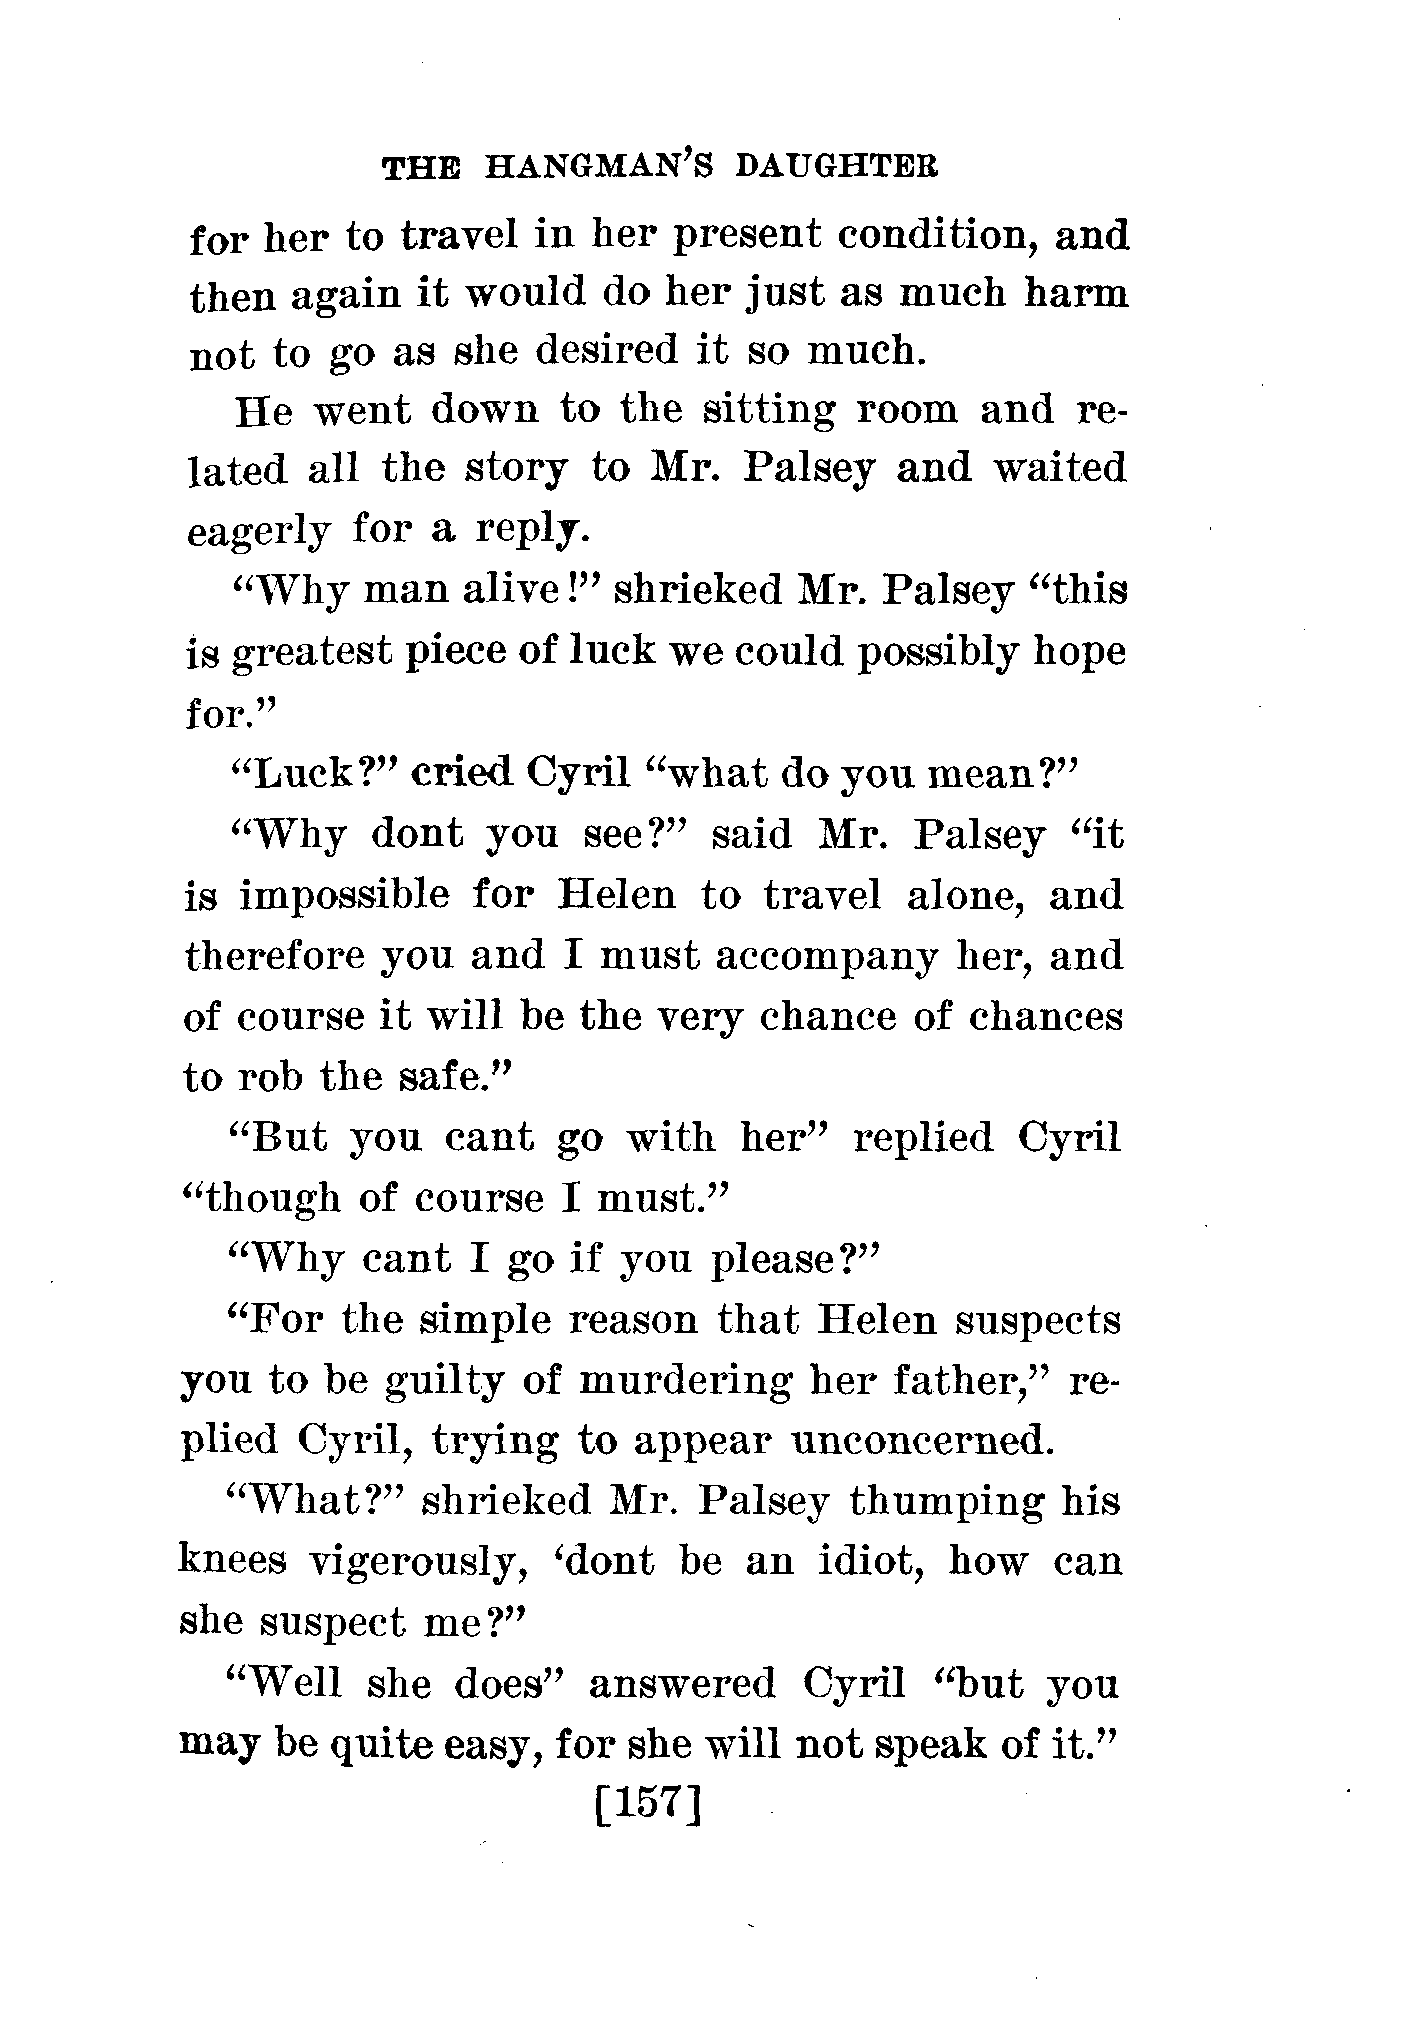 THE HANGMAN'S DAUGHTER
for her to travel in her present condition, and
then again it would do her just as much harm
not to go as she desired it so much.
He went down to the sitting room and re-
lated all the story to Mr. Palsey and waited
eagerly for a reply.
“Why man alive!” shrieked Mr. Palsey “this
is greatest piece of luck we could possibly hope
for.”
“Luck?” cried Cyril “what do you mean?”
“Why dont you see?” said Mr. Palsey “it
is impossible for Helen to travel alone, and
therefore you and I must accompany her, and
of course it will be the very chance of chances
to rob the safe.”
“But you cant go with her” replied Cyril
“though of course I must.”
“Why cant I go if you please?”
“For the simple reason that Helen suspects
you to be guilty of murdering her father,” re-
plied Cyril, trying to appear unconcerned.
“What?” shrieked Mr. Palsey thumping his
knees vigerously, ‘dont be an idiot, how can
she suspect me?”
“Well she does” answered Cyril “but you
may be quite easy, for she will not speak of it.”
[157]